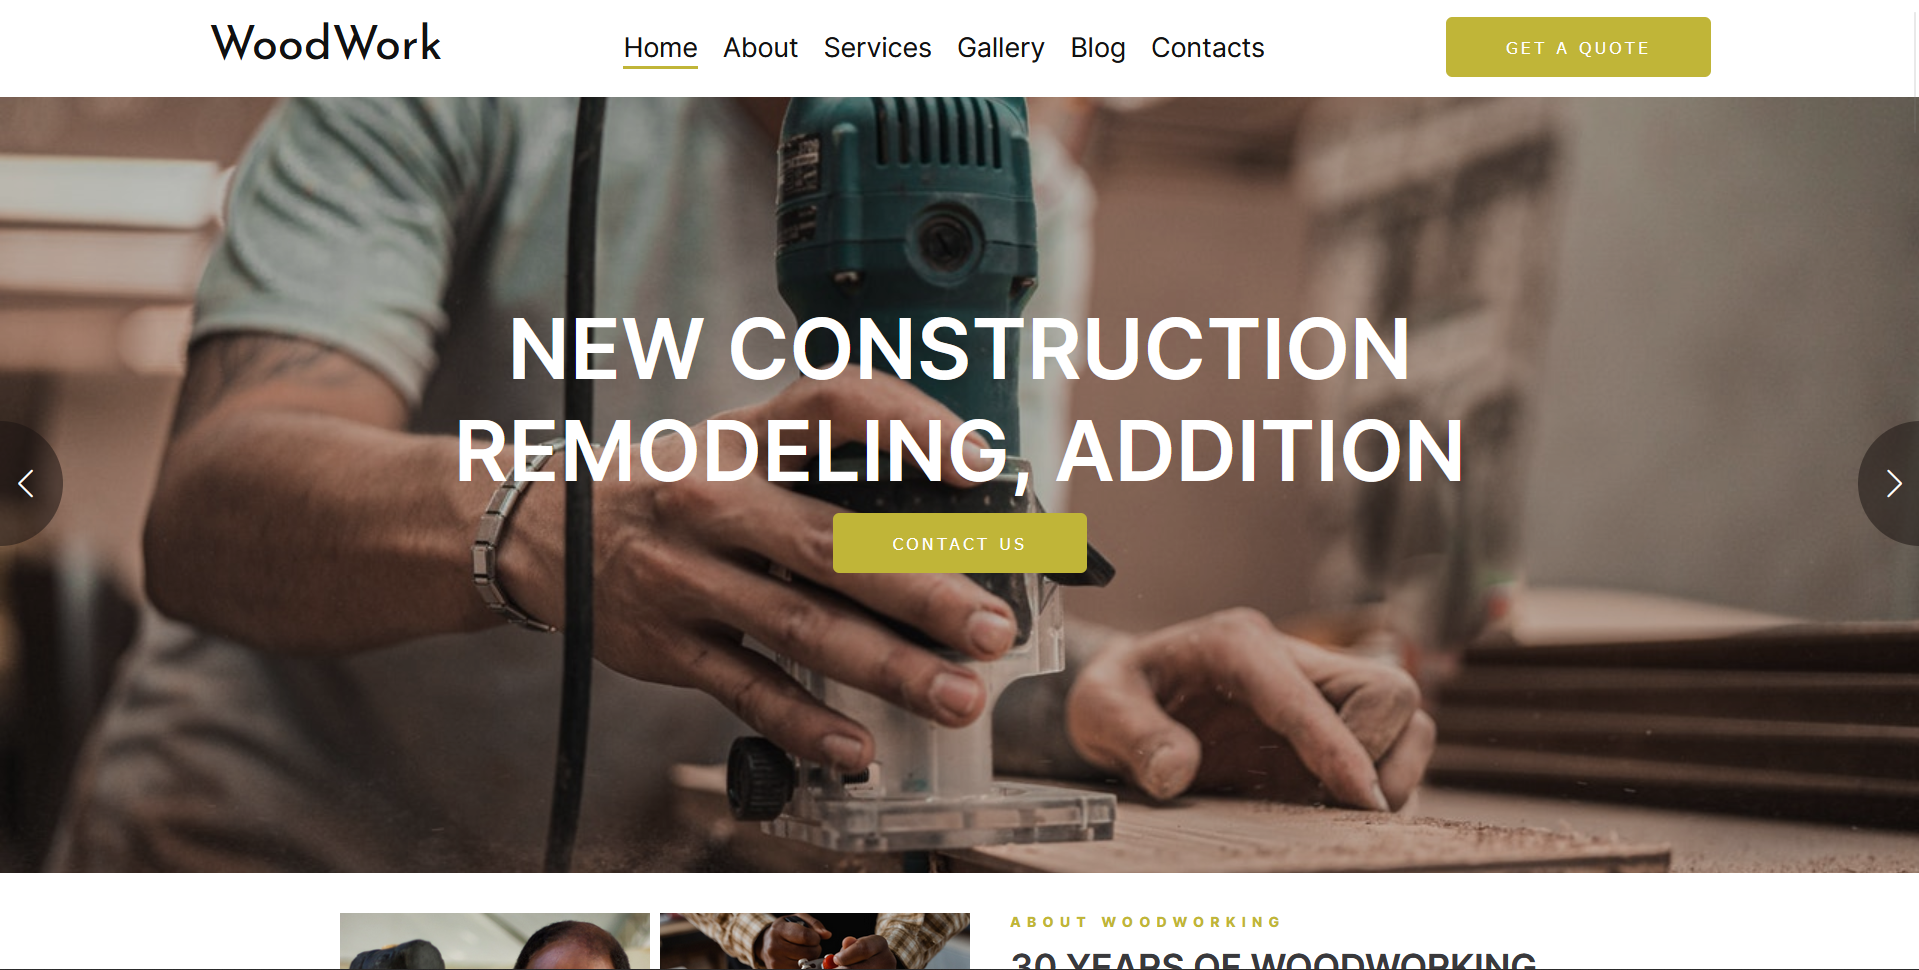 WoodWork
Home About Services Gallery Blog Contacts
GET A QUOTE
NEW CONSTRUCTION
REMODELING, ADDITION
CONTACT US
ABOUT WOODWORKING
30 YEARS OF WOODWORKING